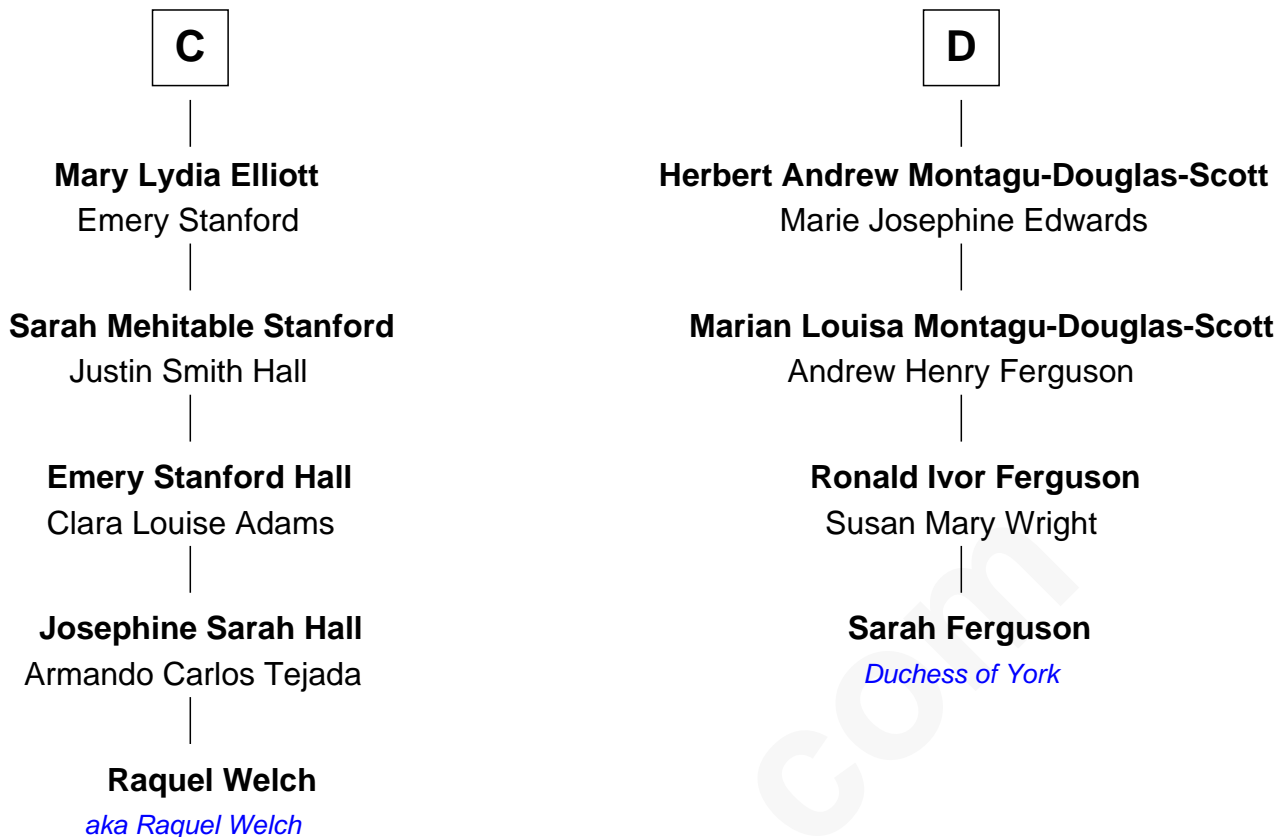 C
Mary Lydia Elliott
Emery Stanford
Sarah Mehitable Stanford
Justin Smith Hall
Emery Stanford Hall
Clara Louise Adams
Josephine Sarah Hall
Armando Carlos Tejada
Raquel Welch
aka Raquel Welch
D
Herbert Andrew Montagu-Douglas-Scott
Marie Josephine Edwards
Marian Louisa Montagu-Douglas-Scott
Andrew Henry Ferguson
Ronald Ivor Ferguson
Susan Mary Wright
Sarah Ferguson
Duchess of York
com